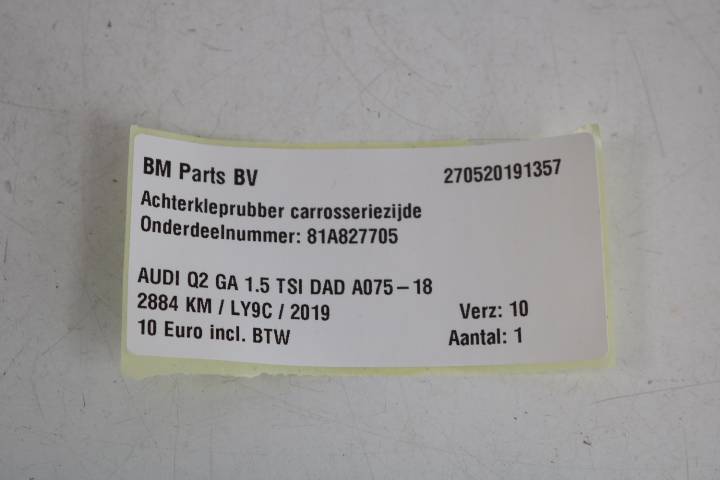 BM Parts BV 270520191357
Achterkleprubber carrosseriezijde
Onderdeelnummer: 81A827705
AUDI Q2 GA 1.5 TSI DAD A075-18
2884 KM / LY9C / 2019 Verz: 10
10 Euro incl. BTW Aantal: 1